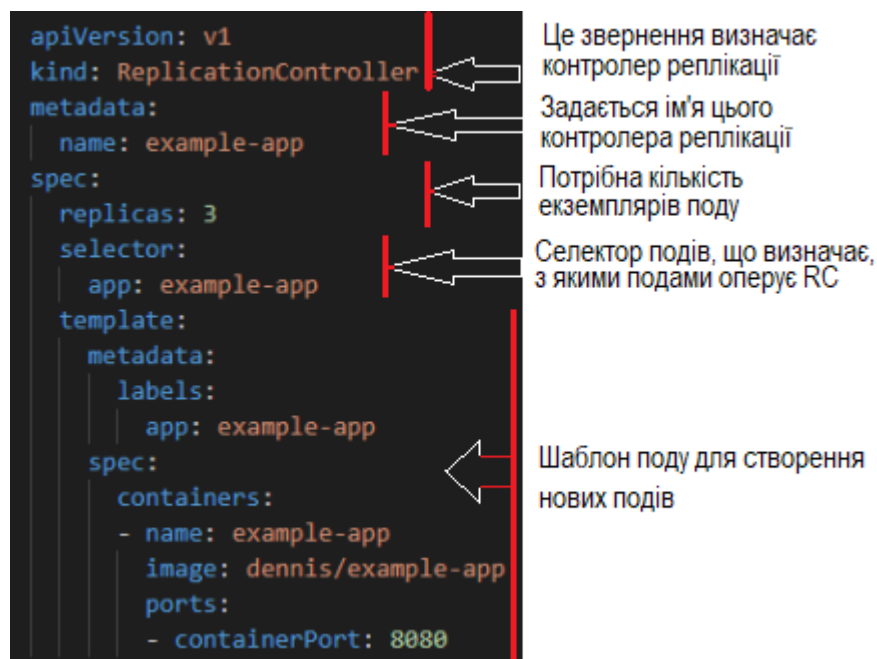 apiVersion: v1
kind: ReplicationController
metadata:
  name: example-app
spec:
  replicas: 3
  selector:
    app: example-app
  template:
    metadata:
      labels:
        app: example-app
    spec:
      containers:
      - name: example-app
        image: dennis/example-app
        ports:
        - containerPort: 8080
Це звернення визначає
контролер реплікації
Задається ім'я цього
контролера реплікації
Потрібна кількість
екземплярів поду
Селектор подів, що визначає,
з якими подами оперує RC
Шаблон поду для створення
нових подів